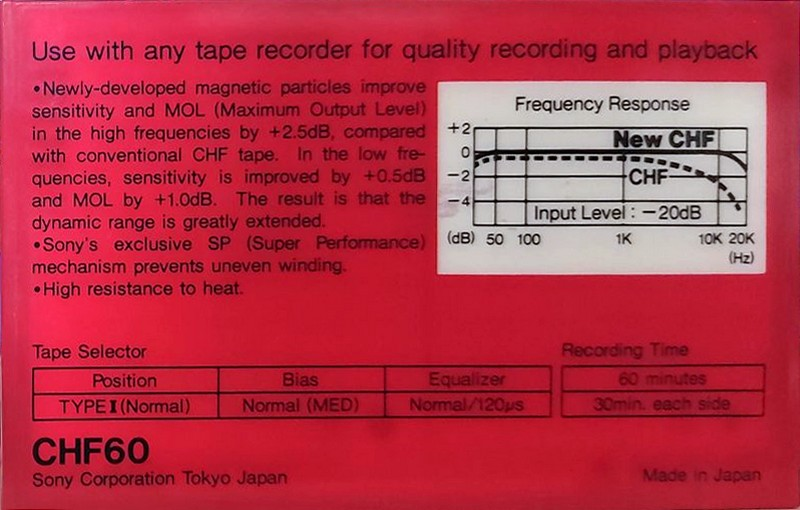 Use with any tape recorder for quality recording and playback
•Newly-developed magnetic particles improve
sensitivity and MOL (Maximum Output Level)
in the high frequencies by +2.5dB, compared
with conventional CHF tape. In the low fre-
quencies, sensitivity is improved by +0.5dB
and MOL by +1.0dB. The result is that the
dynamic range is greatly extended.
•Sony's exclusive SP (Super Performance)
mechanism prevents uneven winding.
•High resistance to heat.
Frequency Response
+2
0
−2
−4
New CHF
CHF
Input Level : −20dB
(dB) 50 100 1K 10K 20K
(Hz)
Tape Selector
Position Bias Equalizer
TYPE I (Normal) Normal (MED) Normal/120μs
Recording Time
60 minutes
30min. each side
CHF60
Sony Corporation Tokyo Japan
Made in Japan